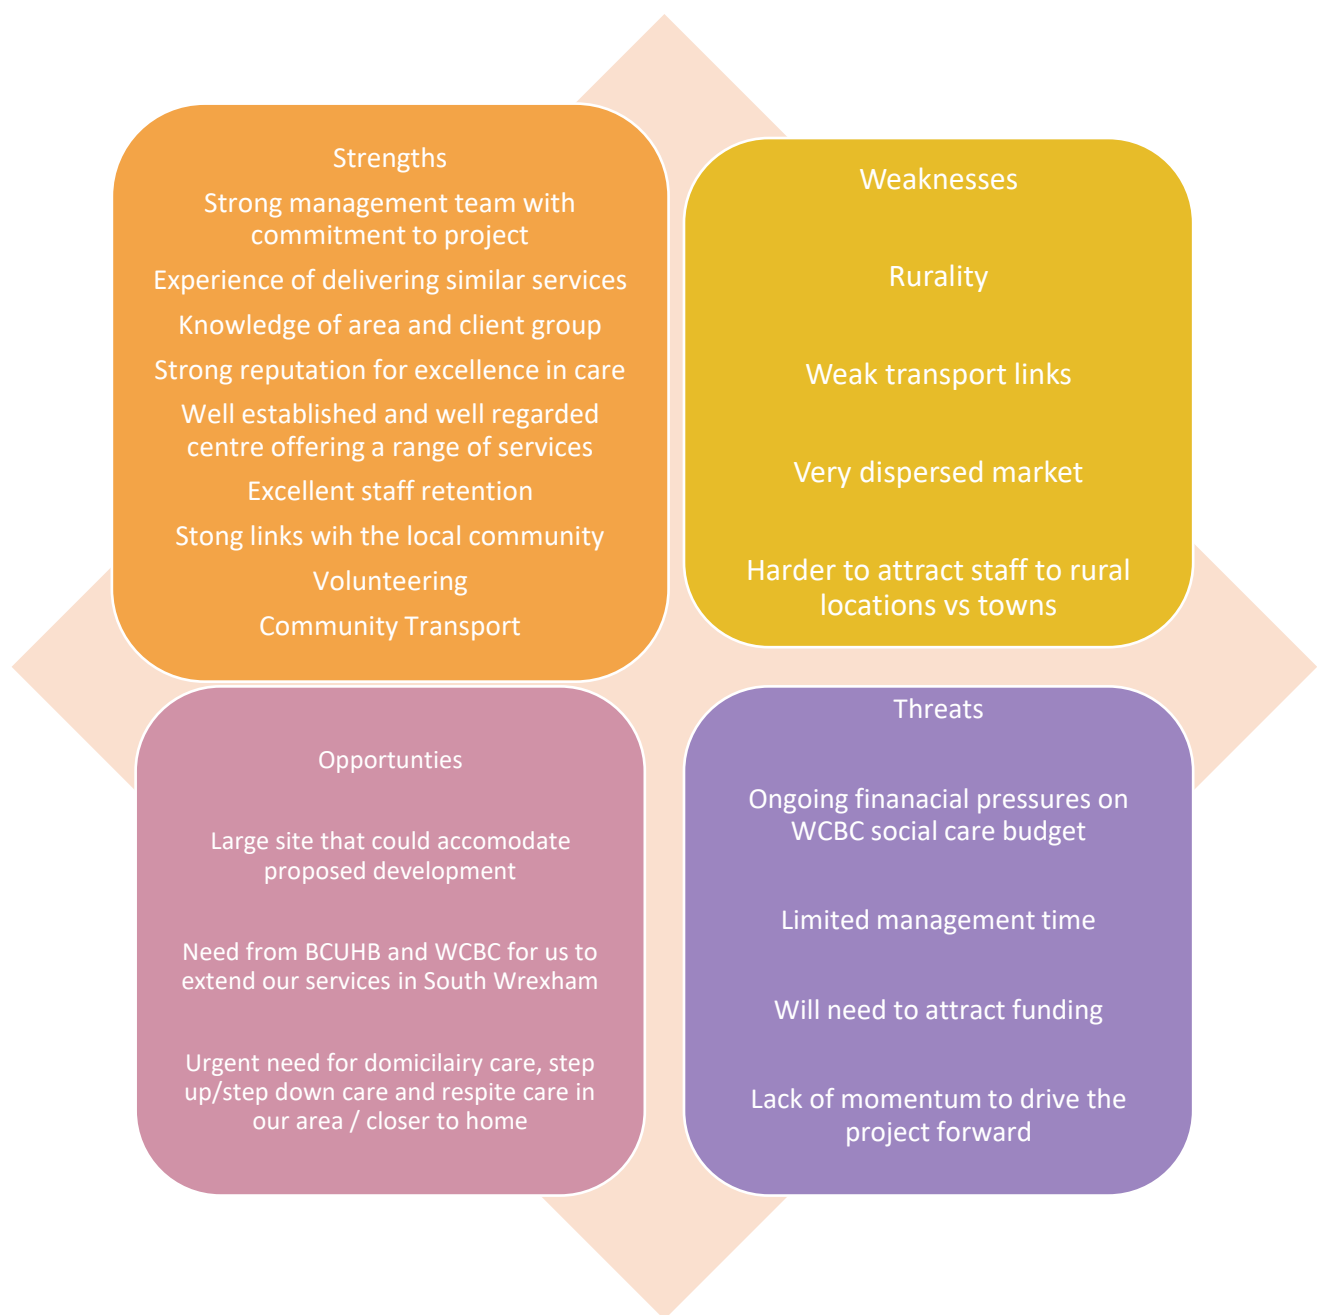 Strengths
Strong management team with
commitment to project
Experience of delivering similar services
Knowledge of area and client group
Strong reputation for excellence in care
Well established and well regarded
centre offering a range of services
Excellent staff retention
Stong links wih the local community
Volunteering
Community Transport
Weaknesses
Rurality
Weak transport links
Very dispersed market
Harder to attract staff to rural
locations vs towns
Opportunties
Large site that could accomodate
proposed development
Need from BCUHB and WCBC for us to
extend our services in South Wrexham
Urgent need for domicilairy care, step
up/step down care and respite care in
our area / closer to home
Threats
Ongoing finanacial pressures on
WCBC social care budget
Limited management time
Will need to attract funding
Lack of momentum to drive the
project forward